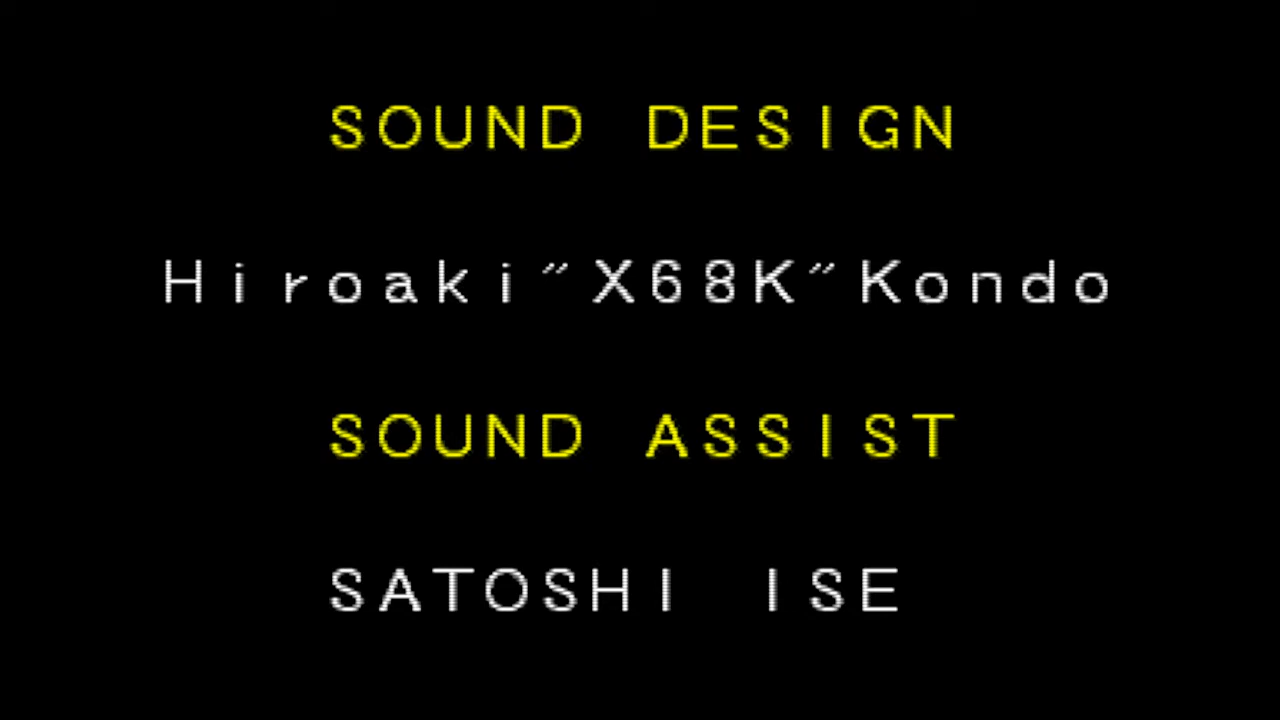 SOUND DESIGN
Hiroaki″X68K″Kondo
SOUND ASSIST
SATOSHI ISE